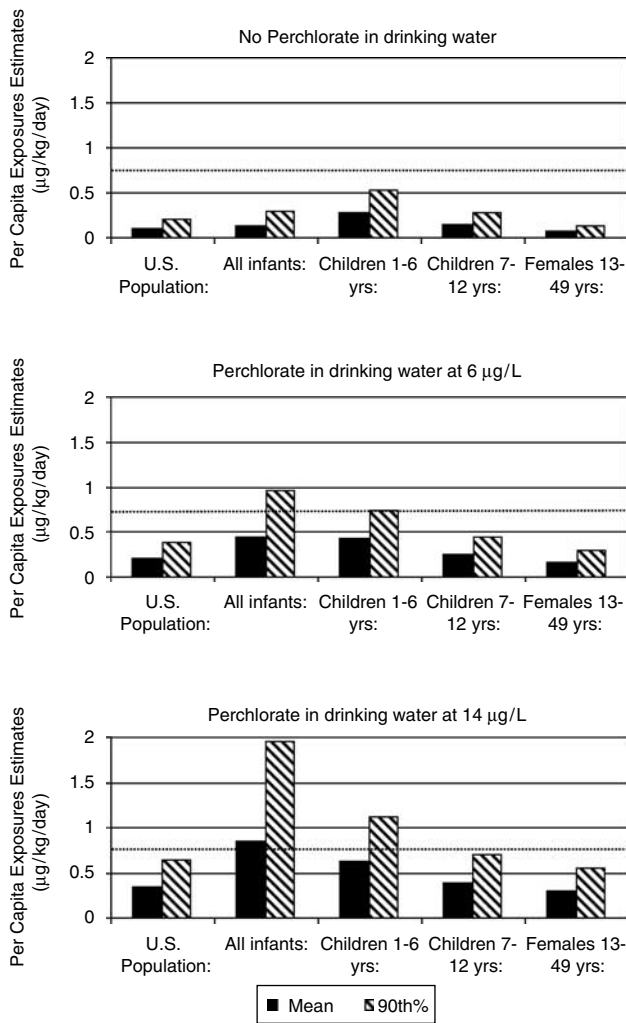 No Perchlorate in drinking water
Per Capita Exposures Estimates
(μg/kg/day)
2
1.5
1
0.5
0
U.S.
Population:
All infants:
Children 1-6
yrs:
Children 7-
12 yrs:
Females 13-
49 yrs:
Perchlorate in drinking water at 6 μg/L
Per Capita Exposures Estimates
(μg/kg/day)
2
1.5
1
0.5
0
U.S.
Population:
All infants:
Children 1-6
yrs:
Children 7-
12 yrs:
Females 13-
49 yrs:
Perchlorate in drinking water at 14 μg/L
Per Capita Exposures Estimates
(μg/kg/day)
2
1.5
1
0.5
0
U.S.
Population:
All infants:
Children 1-6
yrs:
Children 7-
12 yrs:
Females 13-
49 yrs:
Mean
90th%